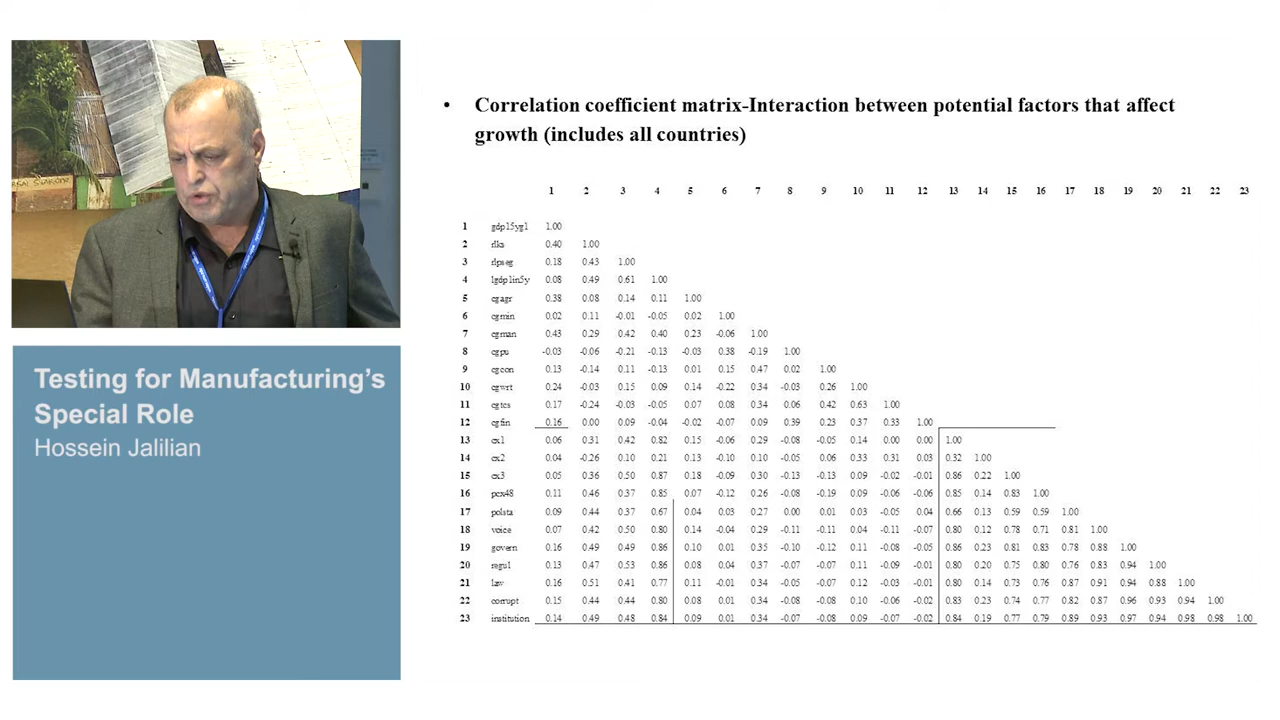 • Correlation coefficient matrix-Interaction between potential factors that affect
growth (includes all countries)
1 2 3 4 5 6 7 8 9 10 11 12 13 14 15 16 17 18 19 20 21 22 23
1 gdp15yg1 1.00
2 rlks 0.40 1.00
3 rlpseg 0.18 0.43 1.00
4 lgdp1in5y 0.08 0.49 0.61 1.00
5 cgagr 0.38 0.08 0.14 0.11 1.00
6 cgmin 0.02 0.11 -0.01 -0.05 0.02 1.00
7 cgman 0.43 0.29 0.42 0.40 0.23 -0.06 1.00
8 cgpu -0.03 -0.06 -0.21 -0.13 -0.03 0.38 -0.19 1.00
9 cgcon 0.13 -0.14 0.11 -0.13 0.01 0.15 0.47 0.02 1.00
10 cgwrt 0.24 -0.03 0.15 0.09 0.14 -0.22 0.34 -0.03 0.26 1.00
11 cgtcs 0.17 -0.24 -0.03 -0.05 0.07 0.08 0.34 0.06 0.42 0.63 1.00
12 cgfin 0.16 0.00 0.09 -0.04 -0.02 -0.07 0.09 0.39 0.23 0.37 0.33 1.00
13 ex1 0.06 0.31 0.42 0.82 0.15 -0.06 0.29 -0.08 -0.05 0.14 0.00 0.00 1.00
14 ex2 0.04 -0.26 0.10 0.21 0.13 -0.10 0.10 -0.05 0.06 0.33 0.31 0.03 0.32 1.00
15 ex3 0.05 0.36 0.50 0.87 0.18 -0.09 0.30 -0.13 -0.13 0.09 -0.02 -0.01 0.86 0.22 1.00
16 pcx48 0.11 0.46 0.37 0.85 0.07 -0.12 0.26 -0.08 -0.19 0.09 -0.06 -0.06 0.85 0.14 0.83 1.00
17 polsta 0.09 0.44 0.37 0.67 0.04 0.03 0.27 0.00 0.01 0.03 -0.05 0.04 0.66 0.13 0.59 0.59 1.00
18 voice 0.07 0.42 0.50 0.80 0.14 -0.04 0.29 -0.11 -0.11 0.04 -0.11 -0.07 0.80 0.12 0.78 0.71 0.81 1.00
19 govern 0.16 0.49 0.49 0.86 0.10 0.01 0.35 -0.10 -0.12 0.11 -0.08 -0.05 0.86 0.23 0.81 0.83 0.78 0.88 1.00
20 regul 0.13 0.47 0.53 0.86 0.08 0.04 0.37 -0.07 -0.07 0.11 -0.09 -0.01 0.80 0.20 0.75 0.80 0.76 0.83 0.94 1.00
21 law 0.16 0.51 0.41 0.77 0.11 -0.01 0.34 -0.05 -0.07 0.12 -0.03 -0.01 0.80 0.14 0.73 0.76 0.87 0.91 0.94 0.88 1.00
22 corrupt 0.15 0.44 0.44 0.80 0.08 0.01 0.34 -0.08 -0.08 0.10 -0.06 -0.02 0.83 0.23 0.74 0.77 0.82 0.87 0.96 0.93 0.94 1.00
23 institution 0.14 0.49 0.48 0.84 0.09 0.01 0.34 -0.07 -0.08 0.09 -0.07 -0.02 0.84 0.19 0.77 0.79 0.89 0.93 0.97 0.94 0.98 0.98 1.00
Testing for Manufacturing's
Special Role
Hossein Jalilian